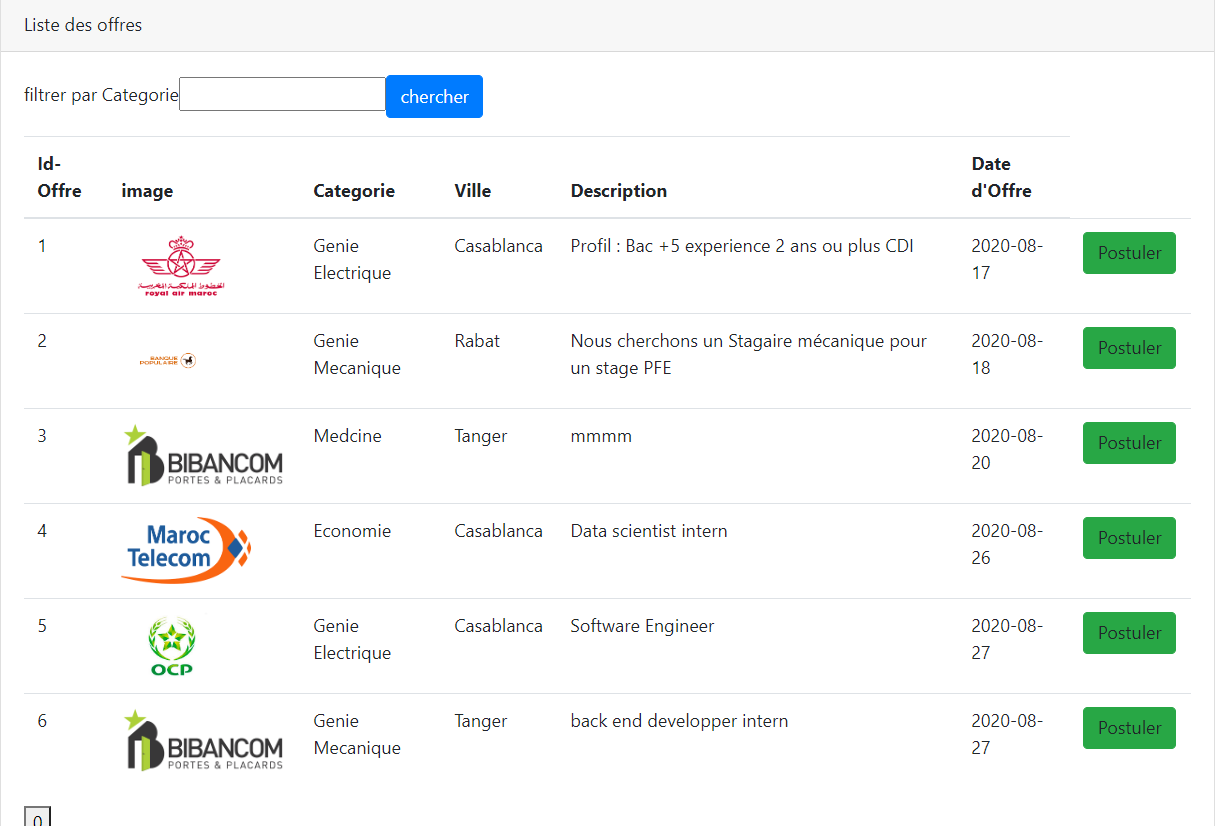 Liste des offres
filtrer par Categorie chercher
Id-
Offre image Categorie Ville Description Date
d'Offre
1 royal air maroc Genie
Electrique Casablanca Profil : Bac +5 experience 2 ans ou plus CDI 2020-08-
17 Postuler
2 BANQUE
POPULAIRE Genie
Mecanique Rabat Nous cherchons un Stagaire mécanique pour
un stage PFE 2020-08-
18 Postuler
3 BIBANCOM
PORTES & PLACARDS Medcine Tanger mmmm 2020-08-
20 Postuler
4 Maroc
Telecom Economie Casablanca Data scientist intern 2020-08-
26 Postuler
5 OCP Genie
Electrique Casablanca Software Engineer 2020-08-
27 Postuler
6 BIBANCOM
PORTES & PLACARDS Genie
Mecanique Tanger back end developper intern 2020-08-
27 Postuler
0